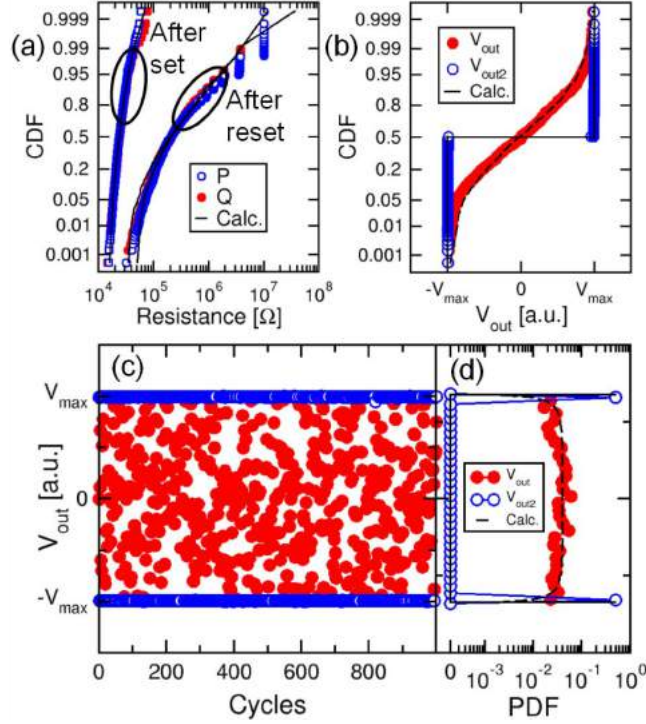 (a)
After
set
After
reset
P
Q
Calc.
CDF
0.999
0.99
0.95
0.8
0.5
0.2
0.05
0.01
0.001
10^4 10^5 10^6 10^7 10^8
Resistance [Ω]
(b)
V_out
V_out2
Calc.
CDF
0.999
0.99
0.95
0.8
0.5
0.2
0.05
0.01
0.001
-V_max 0 V_max
V_out [a.u.]
(c)
V_max
0
-V_max
V_out [a.u.]
0 200 400 600 800
Cycles
(d)
V_out
V_out2
Calc.
0 10^-3 10^-2 10^-1 10^0
PDF